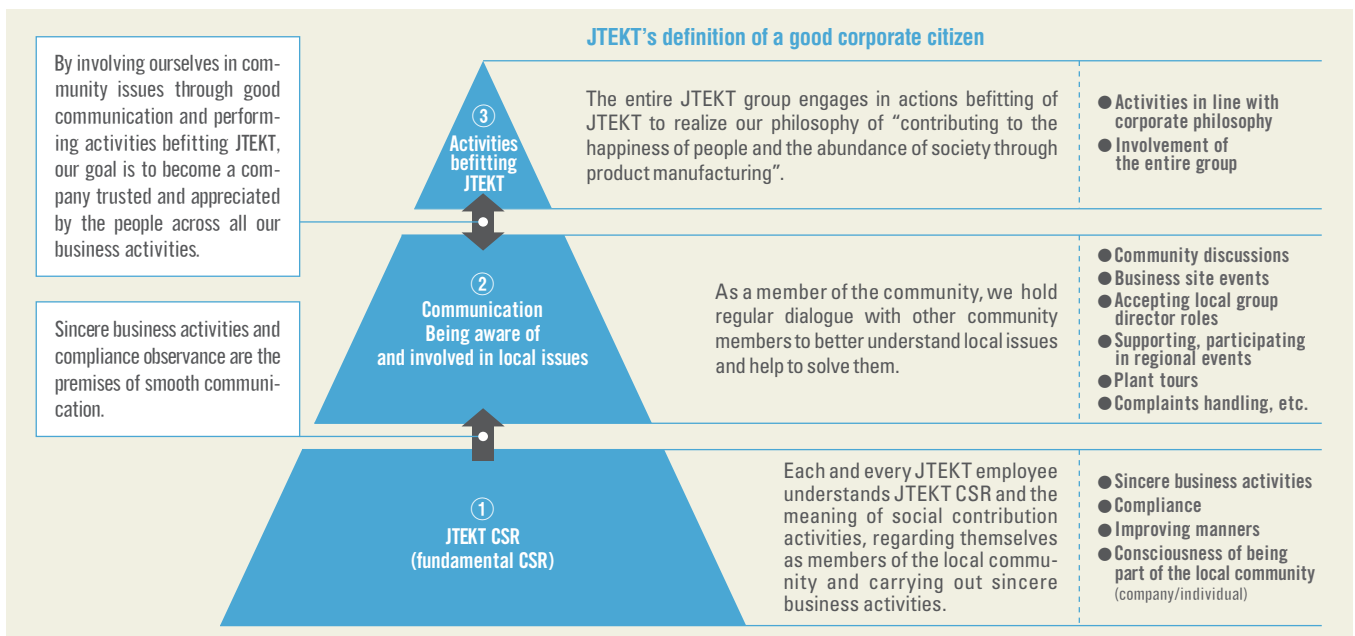 JTEKT's definition of a good corporate citizen
By involving ourselves in com-
munity issues through good
communication and perform-
ing activities befitting JTEKT,
our goal is to become a com-
pany trusted and appreciated
by the people across all our
business activities.
Sincere business activities and
compliance observance are the
premises of smooth communi-
cation.
③
Activities
befitting
JTEKT
The entire JTEKT group engages in actions befitting of
JTEKT to realize our philosophy of “contributing to the
happiness of people and the abundance of society through
product manufacturing”.
●Activities in line with
corporate philosophy
●Involvement of
the entire group
②
Communication
Being aware of
and involved in local issues
As a member of the community, we hold
regular dialogue with other community
members to better understand local issues
and help to solve them.
●Community discussions
●Business site events
●Accepting local group
director roles
●Supporting, participating
in regional events
●Plant tours
●Complaints handling, etc.
①
JTEKT CSR
(fundamental CSR)
Each and every JTEKT employee
understands JTEKT CSR and the
meaning of social contribution
activities, regarding themselves
as members of the local commu-
nity and carrying out sincere
business activities.
●Sincere business activities
●Compliance
●Improving manners
●Consciousness of being
part of the local community
(company/individual)